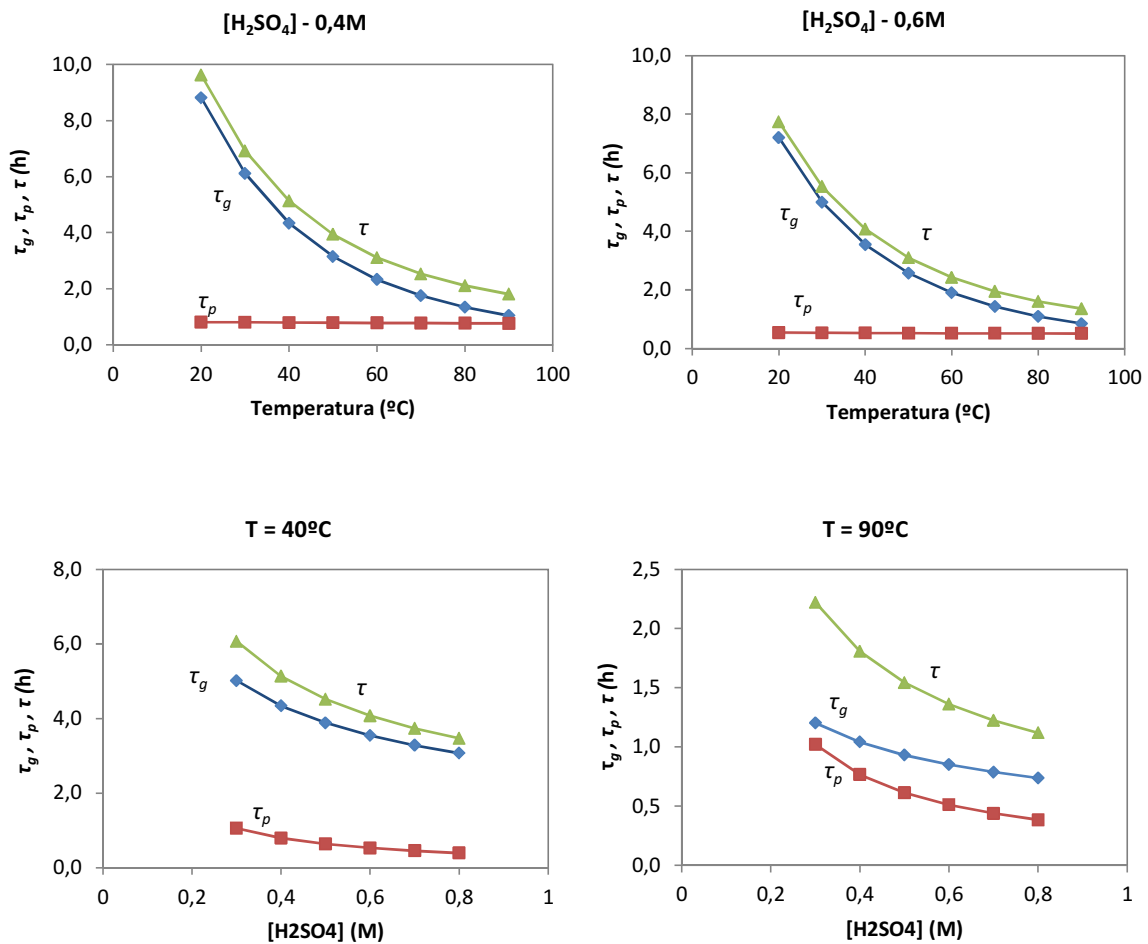 [H₂SO₄] - 0,4M
10,0
8,0
6,0
4,0
2,0
0,0
0 20 40 60 80 100
τg , τp , τ (h)
Temperatura (ºC)
τg
τ
τp
[H₂SO₄] - 0,6M
10,0
8,0
6,0
4,0
2,0
0,0
0 20 40 60 80 100
τg , τp , τ (h)
Temperatura (ºC)
τg
τ
τp
T = 40ºC
8,0
6,0
4,0
2,0
0,0
0 0,2 0,4 0,6 0,8 1
τg , τp , τ (h)
[H2SO4] (M)
τg
τ
τp
T = 90ºC
2,5
2,0
1,5
1,0
0,5
0,0
0 0,2 0,4 0,6 0,8 1
τg , τp , τ (h)
[H2SO4] (M)
τ
τg
τp